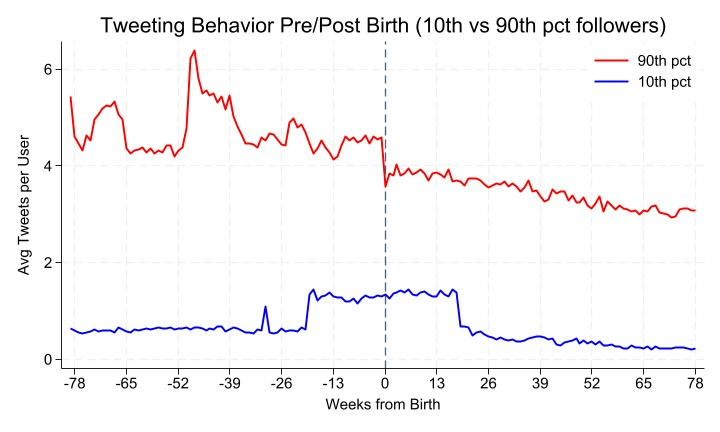 Tweeting Behavior Pre/Post Birth (10th vs 90th pct followers)
90th pct
10th pct
Avg Tweets per User
6
4
2
0
-78 -65 -52 -39 -26 -13 0 13 26 39 52 65 78
Weeks from Birth